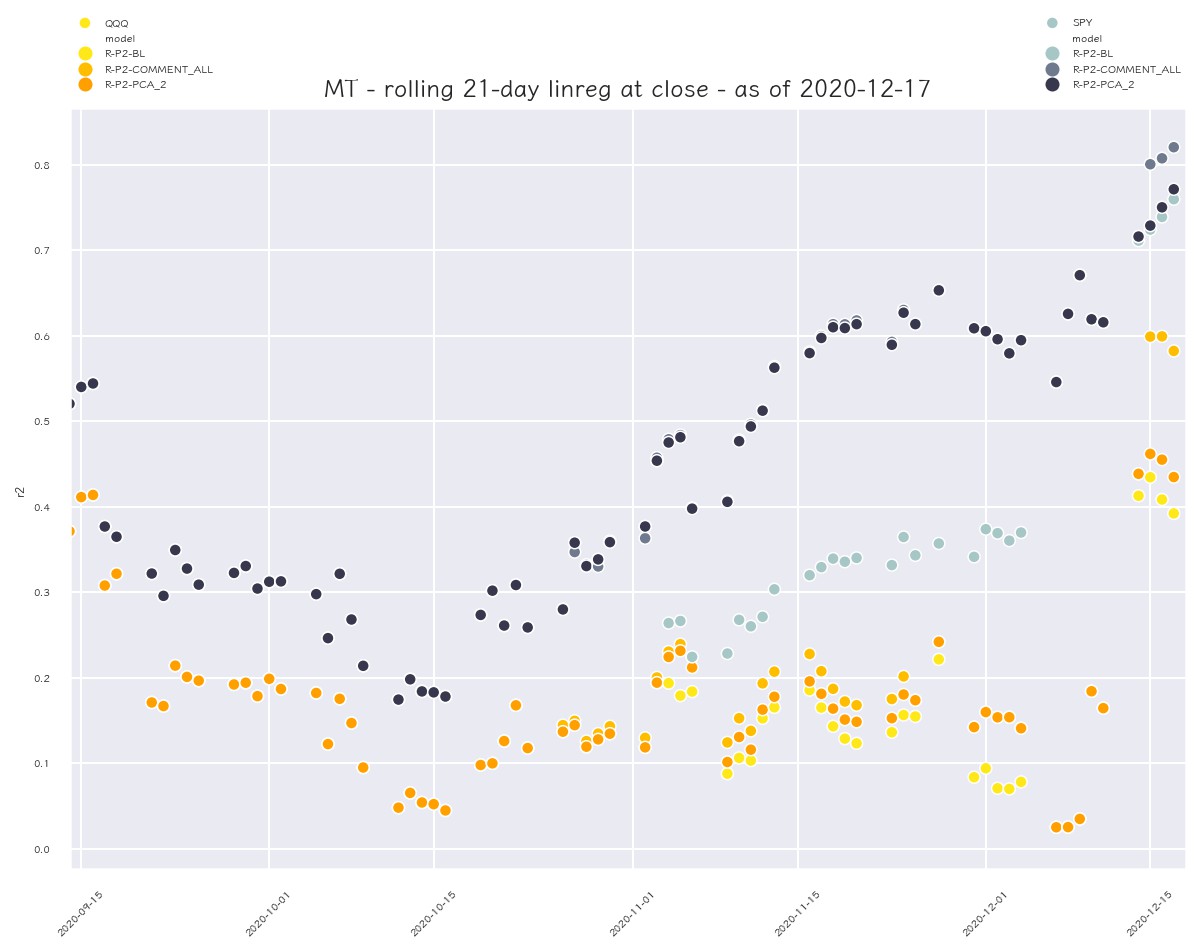 QQQ
model
R-P2-BL
R-P2-COMMENT_ALL
R-P2-PCA_2
SPY
model
R-P2-BL
R-P2-COMMENT_ALL
R-P2-PCA_2
MT - rolling 21-day linreg at close - as of 2020-12-17
r2
0.8
0.7
0.6
0.5
0.4
0.3
0.2
0.1
0.0
2020-09-15
2020-10-01
2020-10-15
2020-11-01
2020-11-15
2020-12-01
2020-12-15